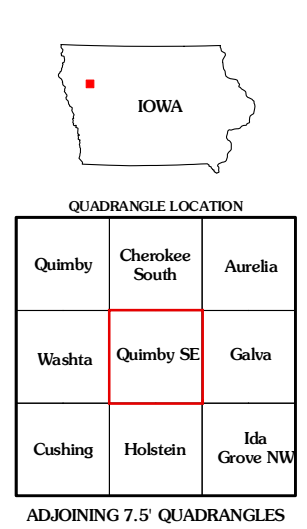 IOWA
QUADRANGLE LOCATION
Quimby
Cherokee
South
Aurelia
Washta
Quimby SE
Galva
Cushing
Holstein
Ida
Grove NW
ADJOINING 7.5' QUADRANGLES